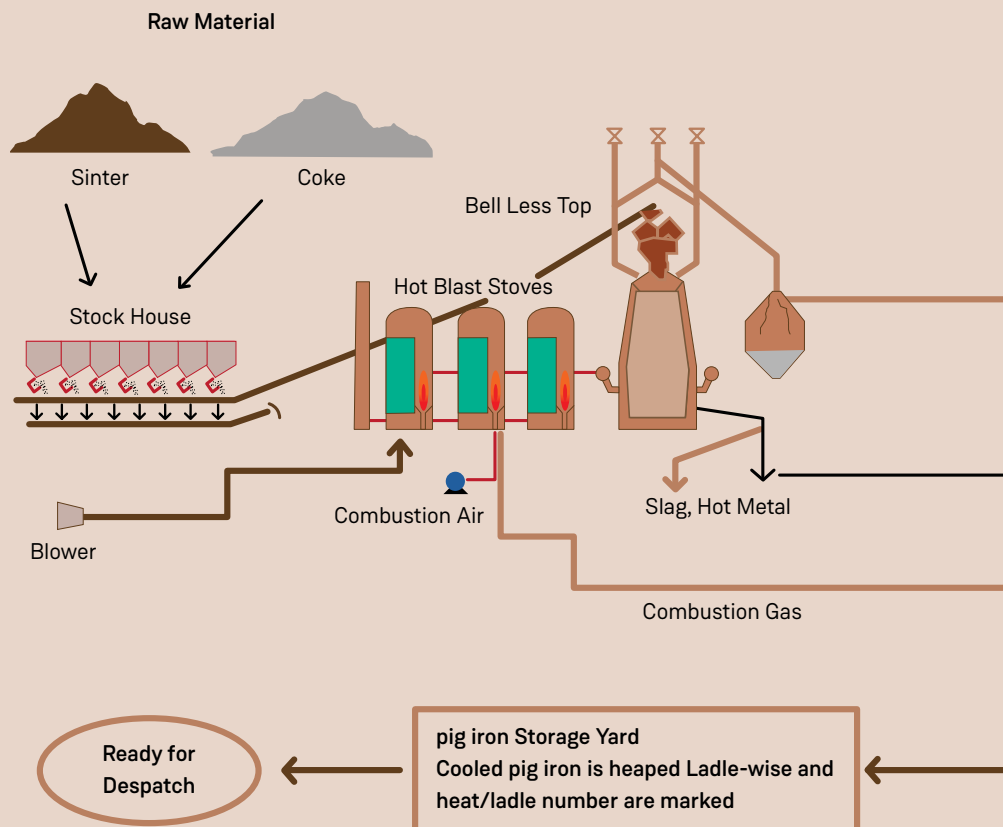 Raw Material
Sinter
Coke
Bell Less Top
Hot Blast Stoves
Stock House
Combustion Air
Slag, Hot Metal
Blower
Combustion Gas
Ready for
Despatch
pig iron Storage Yard
Cooled pig iron is heaped Ladle-wise and
heat/ladle number are marked